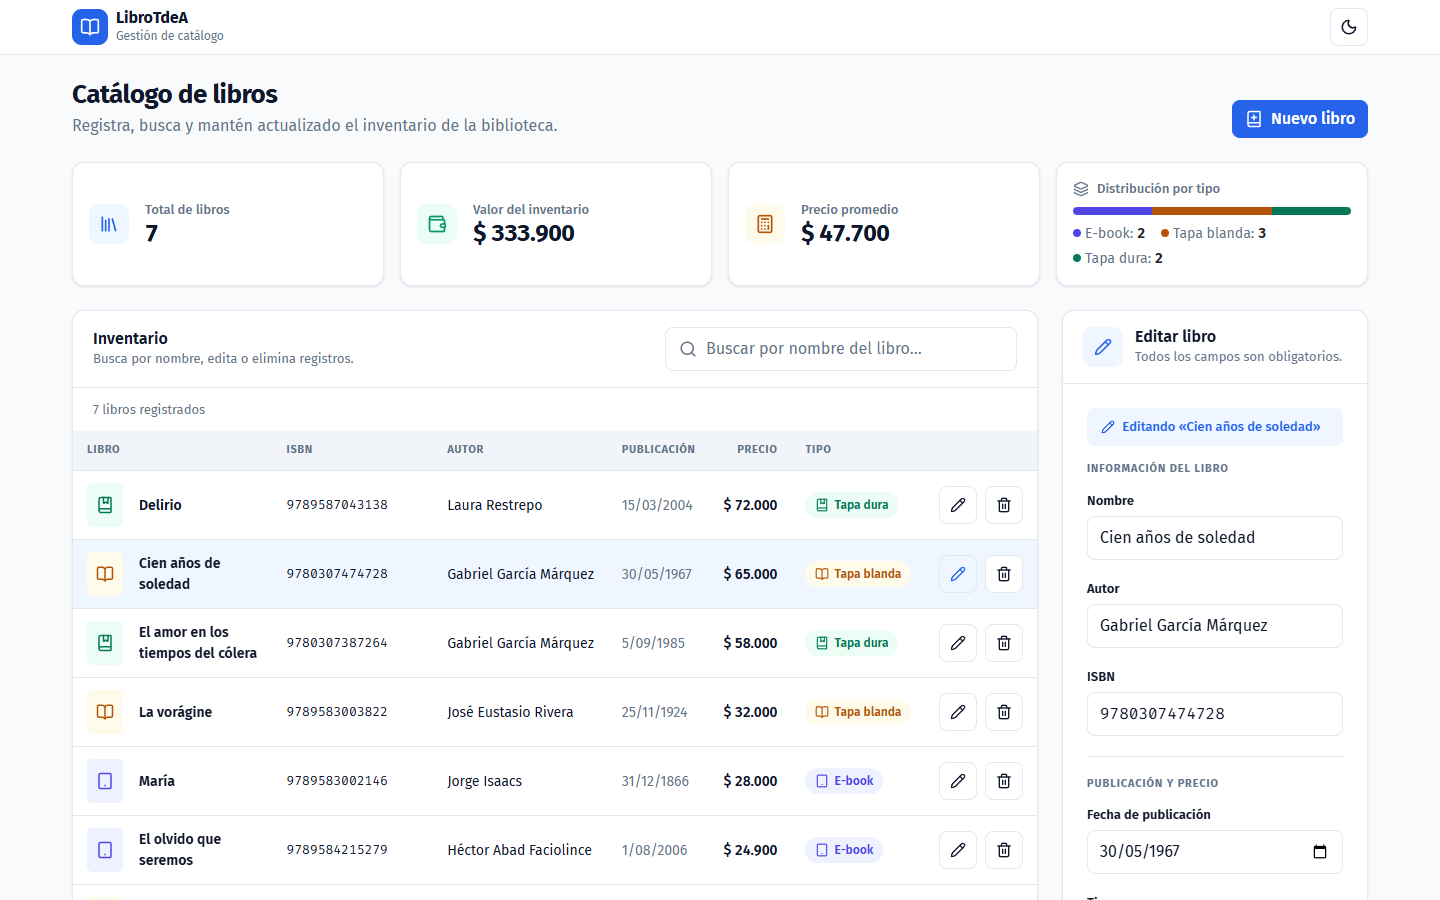 LibroTdeA
Gestión de catálogo
Catálogo de libros
Registra, busca y mantén actualizado el inventario de la biblioteca.
Nuevo libro
Total de libros
7
Valor del inventario
$ 333.900
Precio promedio
$ 47.700
Distribución por tipo
E-book: 2
Tapa blanda: 3
Tapa dura: 2
Inventario
Busca por nombre, edita o elimina registros.
Buscar por nombre del libro...
7 libros registrados
LIBRO ISBN AUTOR PUBLICACIÓN PRECIO TIPO
Delirio 9789587043138 Laura Restrepo 15/03/2004 $ 72.000 Tapa dura
Cien años de
soledad 9780307474728 Gabriel García Márquez 30/05/1967 $ 65.000 Tapa blanda
El amor en los
tiempos del cólera 9780307387264 Gabriel García Márquez 5/09/1985 $ 58.000 Tapa dura
La vorágine 9789583003822 José Eustasio Rivera 25/11/1924 $ 32.000 Tapa blanda
María 9789583002146 Jorge Isaacs 31/12/1866 $ 28.000 E-book
El olvido que
seremos 9789584215279 Héctor Abad Faciolince 1/08/2006 $ 24.900 E-book
Editar libro
Todos los campos son obligatorios.
Editando «Cien años de soledad»
INFORMACIÓN DEL LIBRO
Nombre
Cien años de soledad
Autor
Gabriel García Márquez
ISBN
9780307474728
PUBLICACIÓN Y PRECIO
Fecha de publicación
30/05/1967